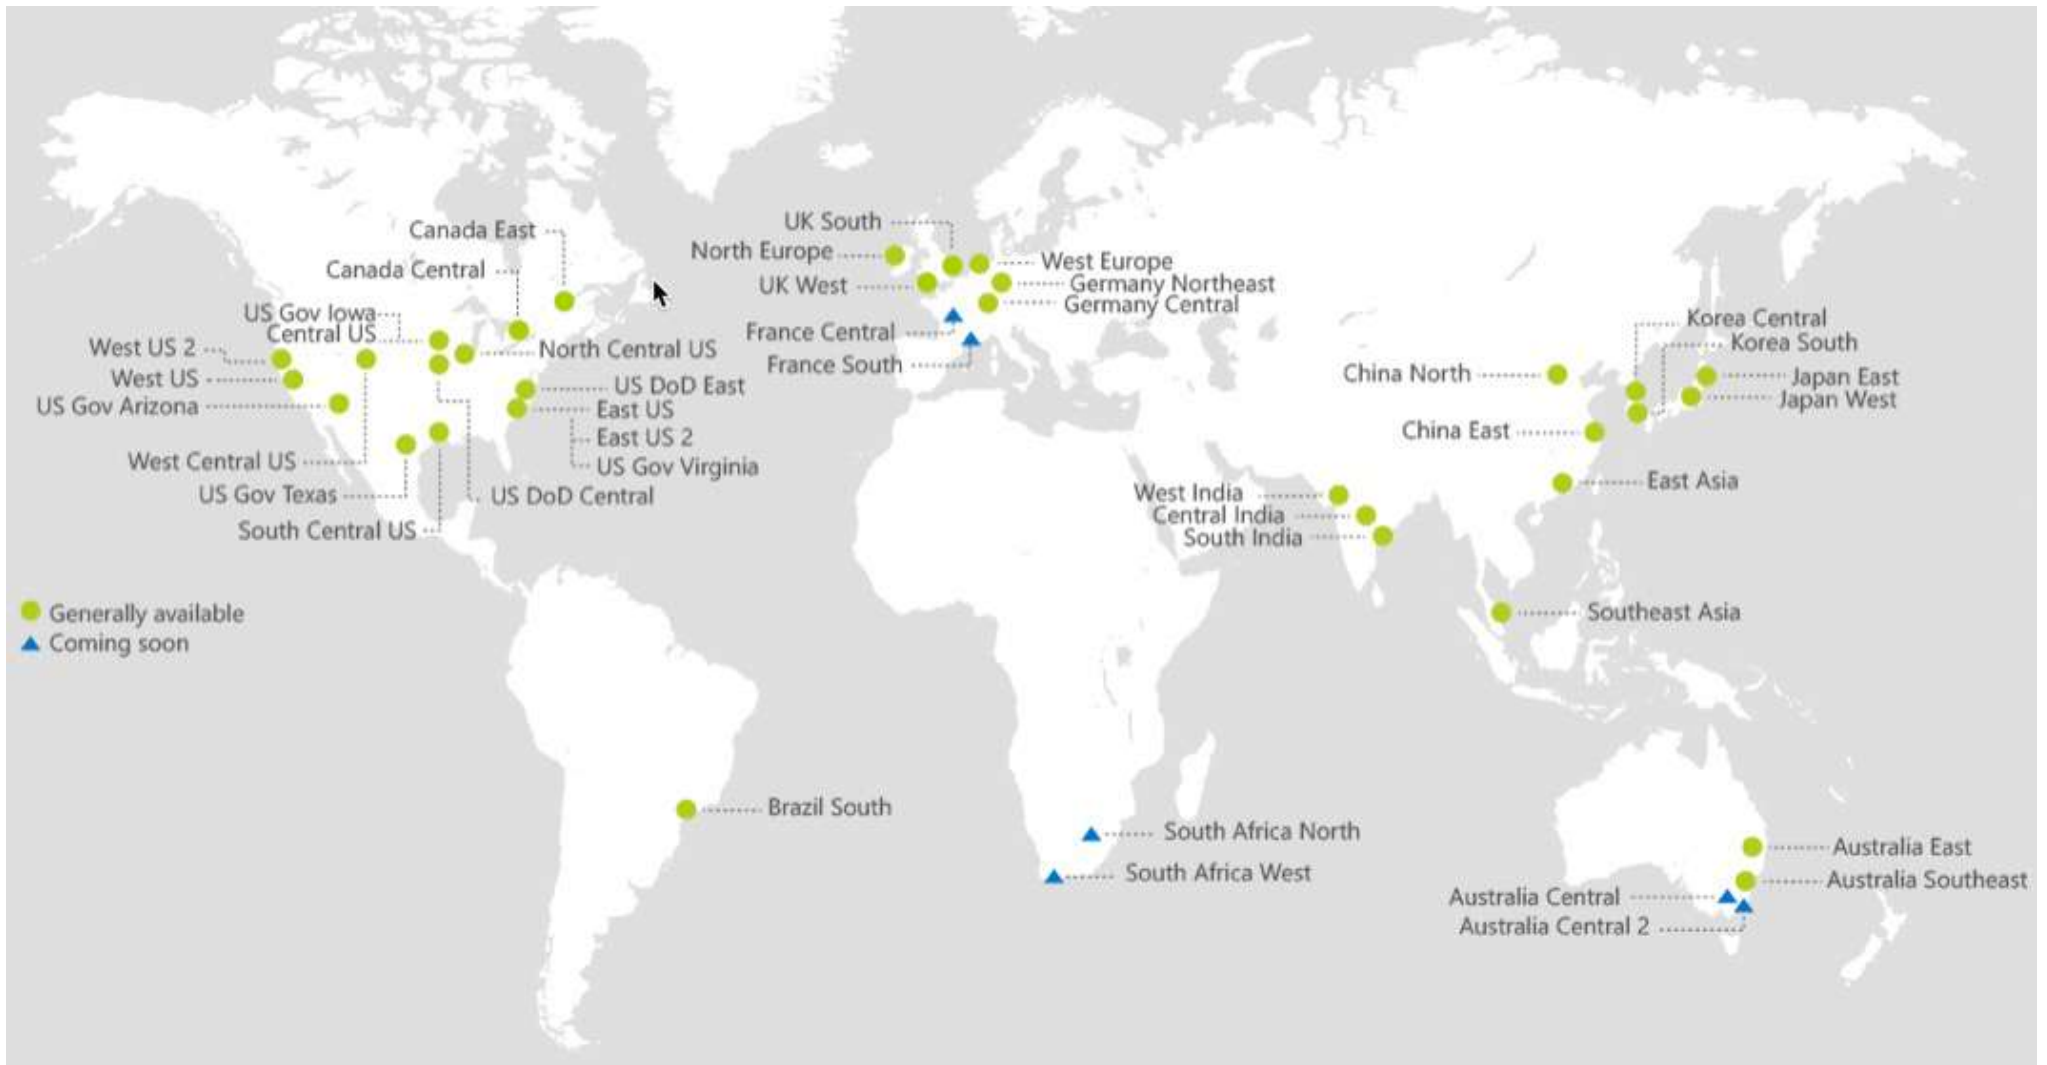 Canada East
Canada Central
US Gov Iowa
Central US
West US 2
West US
US Gov Arizona
North Central US
US DoD East
East US
East US 2
US Gov Virginia
West Central US
US Gov Texas
US DoD Central
South Central US
Generally available
Coming soon
Brazil South
UK South
North Europe
UK West
West Europe
Germany Northeast
Germany Central
France Central
France South
South Africa North
South Africa West
Korea Central
Korea South
China North
Japan East
Japan West
China East
East Asia
West India
Central India
South India
Southeast Asia
Australia East
Australia Southeast
Australia Central
Australia Central 2